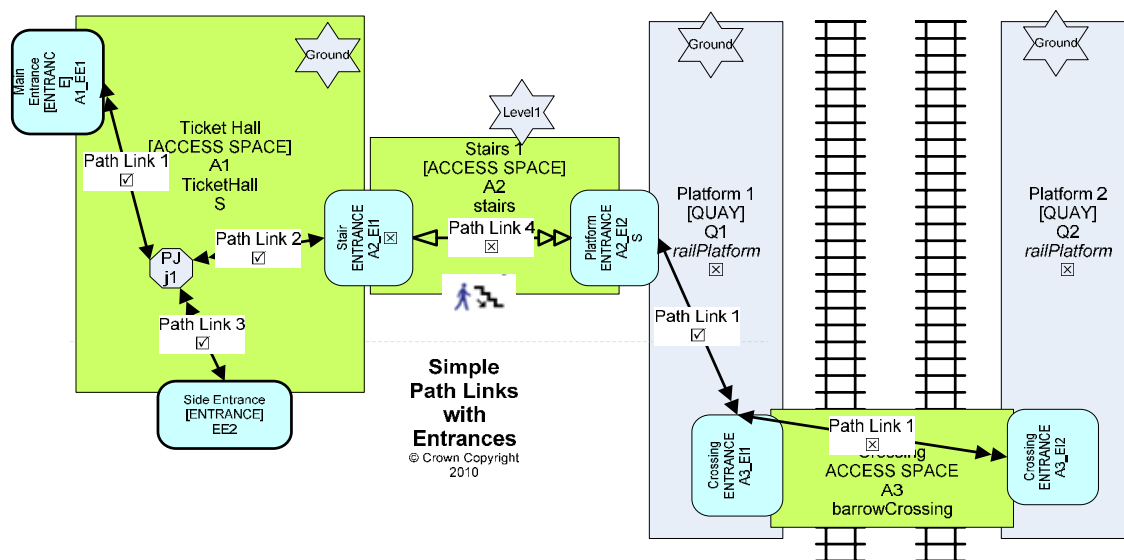 Main
Entrance
[ENTRANC
E]
A1_EE1
Ground
Ticket Hall
[ACCESS SPACE]
A1
TicketHall
S
Path Link 1
☑
Path Link 2
☑
PJ
j1
Path Link 3
☑
Side Entrance
[ENTRANCE]
EE2
Level1
Stairs 1
[ACCESS SPACE]
A2
stairs
Stair
ENTRANCE
A2_EI1
☒
Path Link 4
☒
Platform
ENTRANCE
A2_EI2
S
Simple
Path Links
with
Entrances
© Crown Copyright
2010
Ground
Platform 1
[QUAY]
Q1
railPlatform
☒
Path Link 1
☑
Ground
Platform 2
[QUAY]
Q2
railPlatform
☒
Crossing
ENTRANCE
A3_EI1
Path Link 1
☒
Crossing
ACCESS SPACE
A3
barrowCrossing
Crossing
ENTRANCE
A3_EI2